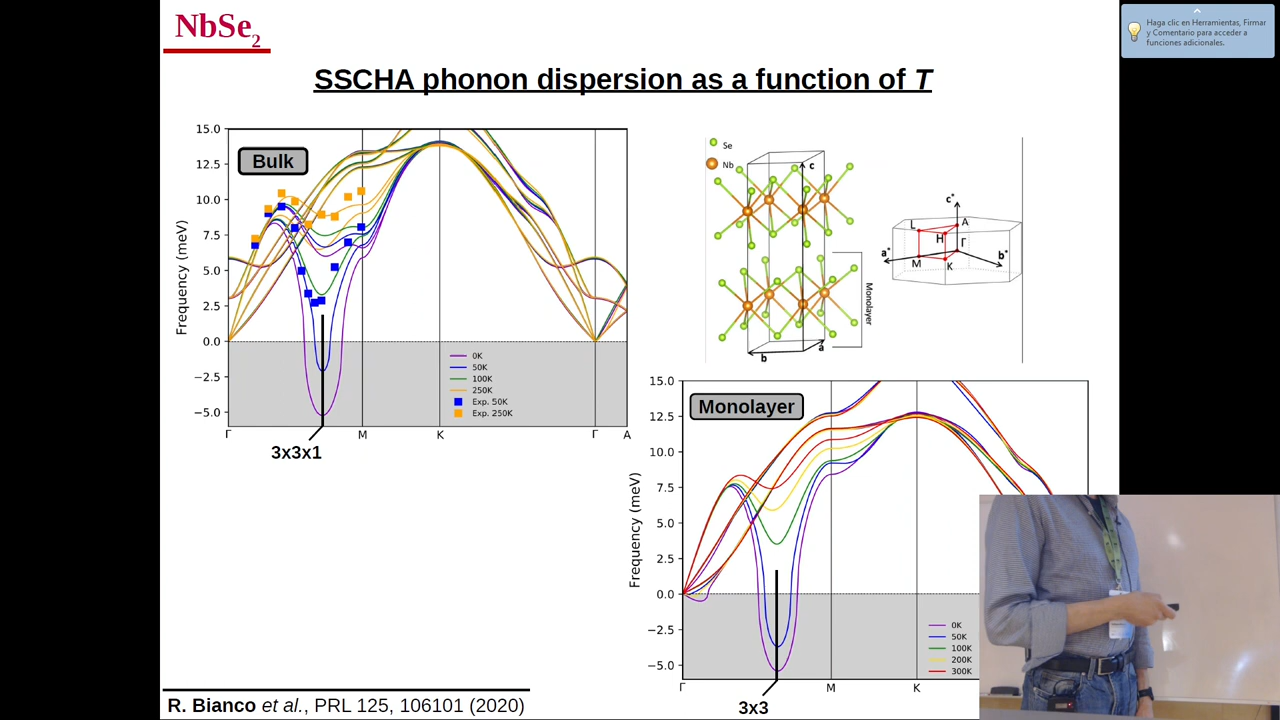 NbSe2
SSCHA phonon dispersion as a function of T
Haga clic en Herramientas, Firmar
y Comentario para acceder a
funciones adicionales.
Bulk
Frequency (meV)
15.0
12.5
10.0
7.5
5.0
2.5
0.0
−2.5
−5.0
0K
50K
100K
250K
Exp. 50K
Exp. 250K
Γ M K Γ A
3x3x1
Se
Nb
c
b
a
Monolayer
c*
L A
H Γ
a* M K b*
Monolayer
Frequency (meV)
15.0
12.5
10.0
7.5
5.0
2.5
0.0
−2.5
−5.0
0K
50K
100K
200K
300K
Γ M K
3x3
R. Bianco et al., PRL 125, 106101 (2020)